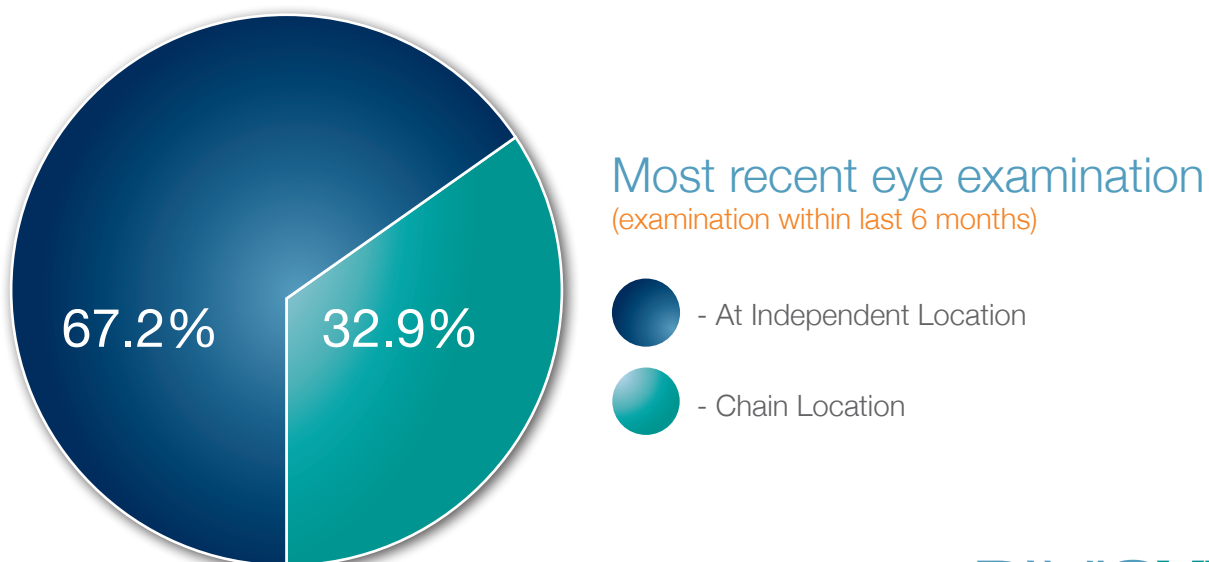 67.2%
32.9%
Most recent eye examination
(examination within last 6 months)
- At Independent Location
- Chain Location